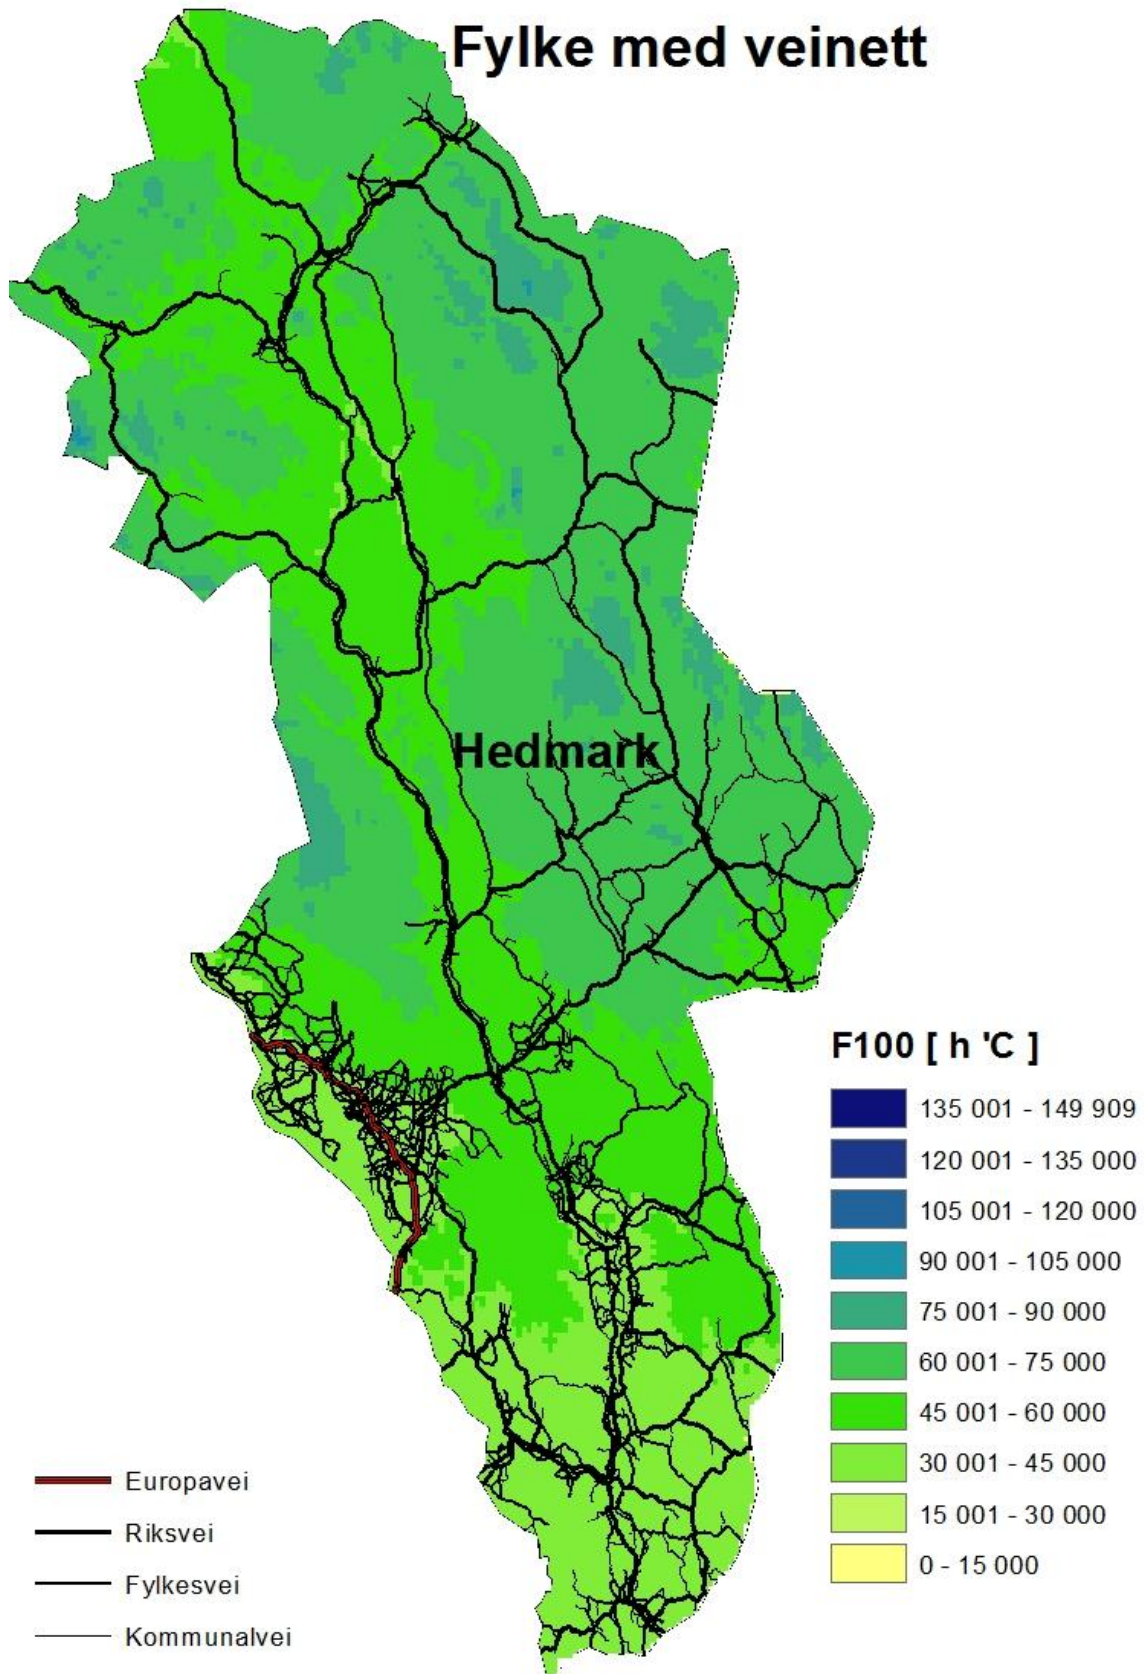 Fylke med veinett
Hedmark
F100 [ h 'C ]
135 001 - 149 909
120 001 - 135 000
105 001 - 120 000
90 001 - 105 000
75 001 - 90 000
60 001 - 75 000
45 001 - 60 000
30 001 - 45 000
15 001 - 30 000
0 - 15 000
Europavei
Riksvei
Fylkesvei
Kommunalvei